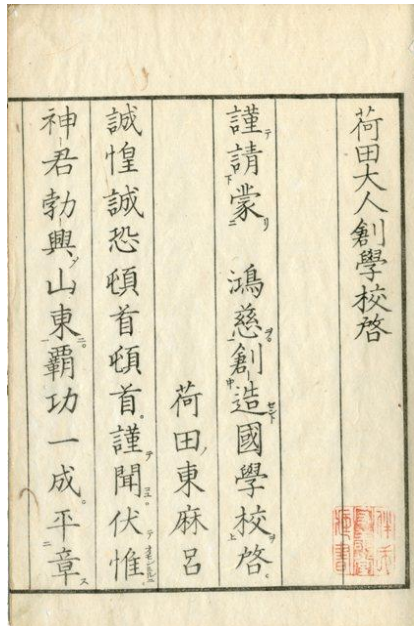 荷田大人創學校啓
謹請蒙 鴻慈創造國學校啓
荷田東麻呂
誠惶誠恐頓首頓首。謹聞伏惟
神君勃興山東。覇功一成。平章